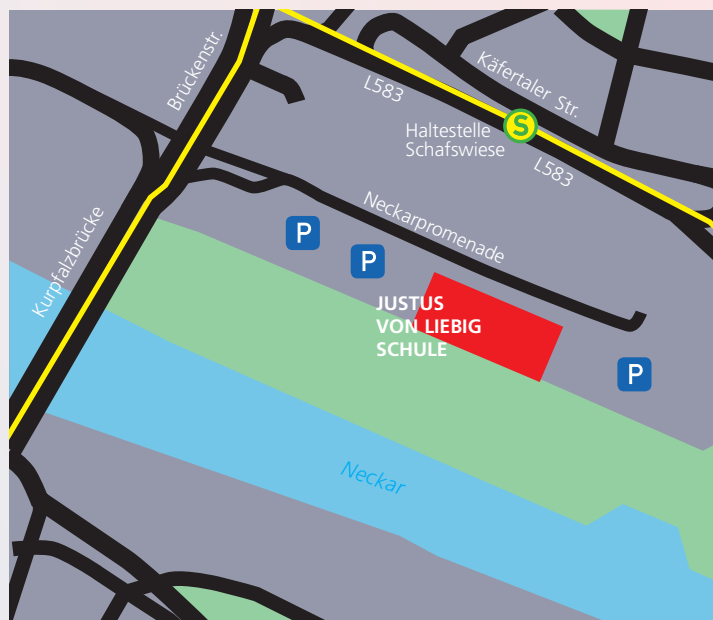 Brückenstr.
L583
Käfertaler Str.
S
Haltestelle
Schafswiese
L583
Kurpfalzbrücke
Neckarpromenade
P
P
JUSTUS
VON LIEBIG
SCHULE
P
Neckar